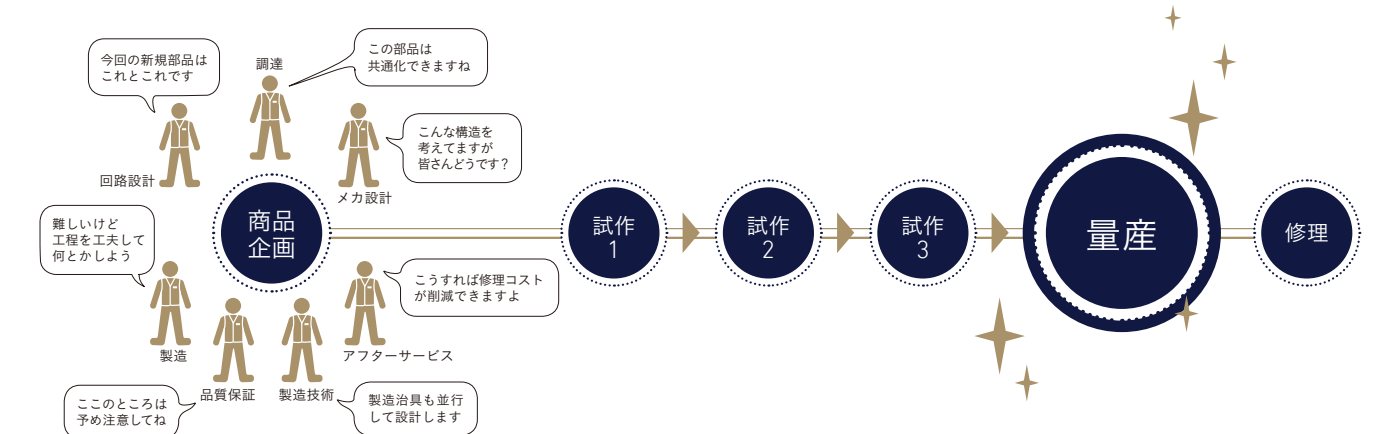 今回の新規部品は
これとこれです
調達
この部品は
共通化できますね
こんな構造を
考えてますが
皆さんどうです？
回路設計
メカ設計
難しいけど
工程を工夫して
何とかしよう
商品
企画
試作
1
試作
2
試作
3
量産
修理
こうすれば修理コスト
が削減できますよ
製造
アフターサービス
品質保証
製造技術
ここのところは
予め注意してね
製造治具も並行
して設計します